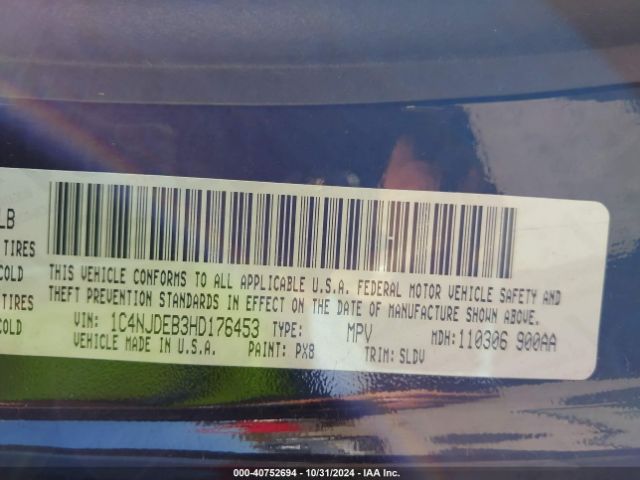 LB
TIRES
COLD
TIRES
COLD
H
THIS VEHICLE CONFORMS TO ALL APPLICABLE U.S.A. FEDERAL MOTOR VEHICLE SAFETY AND
THEFT PREVENTION STANDARDS IN EFFECT ON THE DATE OF MANUFACTURE SHOWN ABOVE.
VIN: 1C4NJDEB3HD176453 TYPE: MPV MDH: 110306 900AA
VEHICLE MADE IN U.S.A. PAINT: PX8 TRIM: SLDV
000-40752694 - 10/31/2024 - IAA Inc.